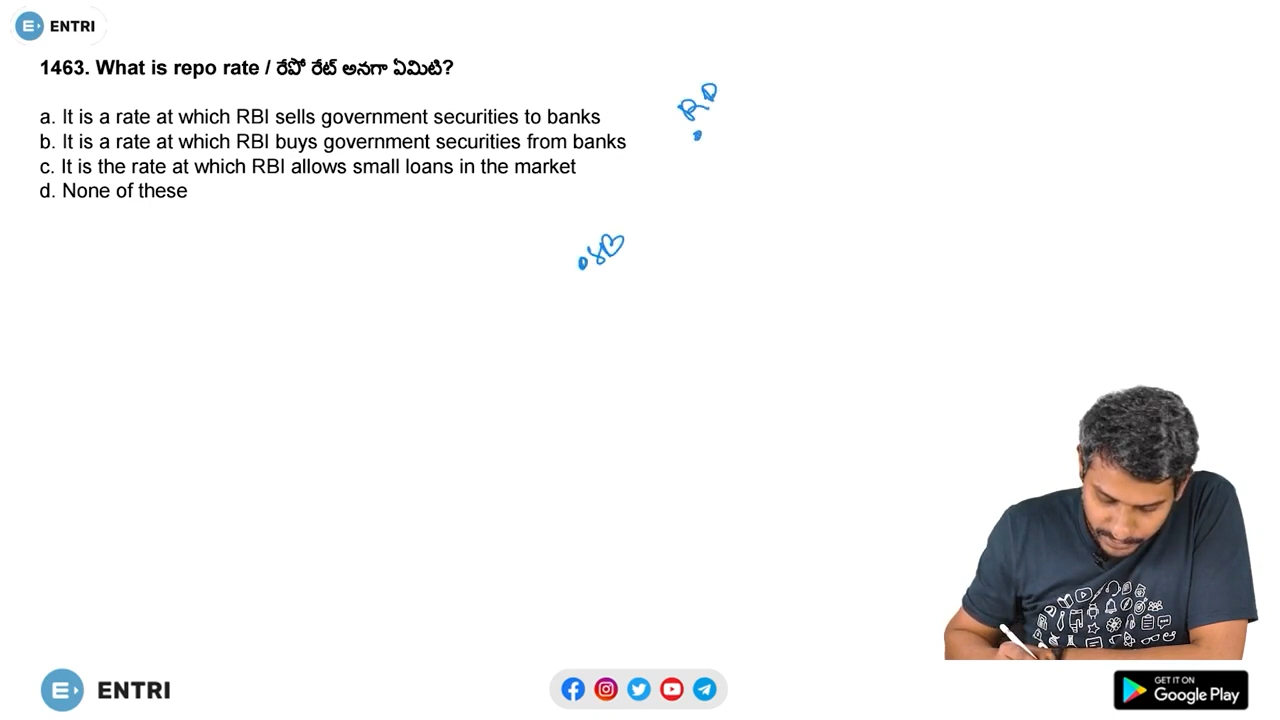 ENTRI
1463. What is repo rate / రేపో రేట్ అనగా ఏమిటి?
a. It is a rate at which RBI sells government securities to banks
b. It is a rate at which RBI buys government securities from banks
c. It is the rate at which RBI allows small loans in the market
d. None of these
ENTRI
GET IT ON
Google Play